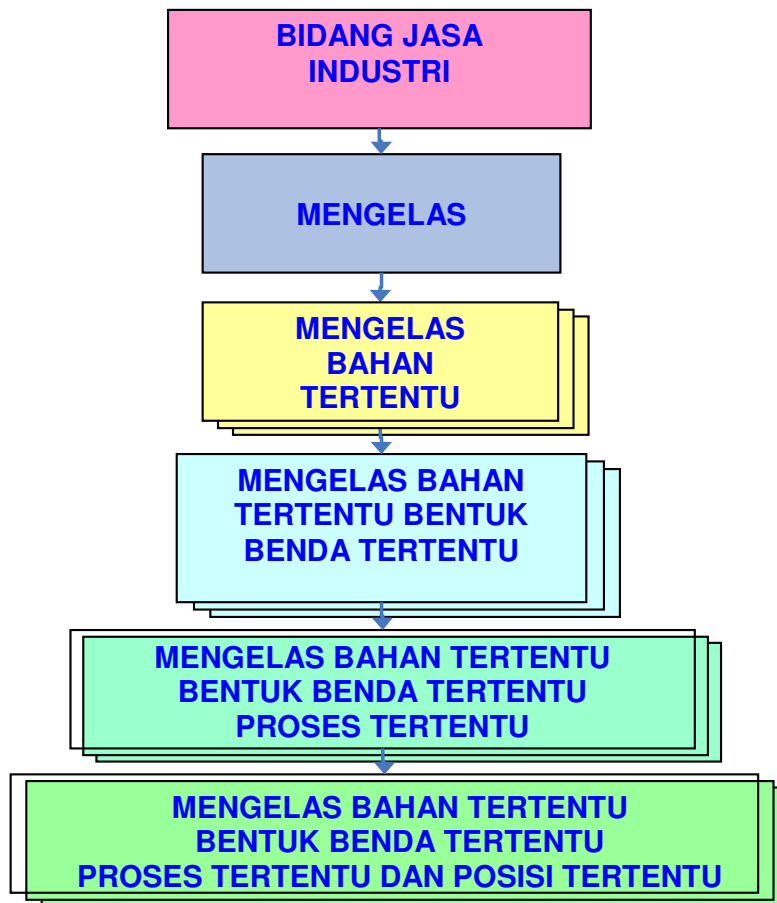 BIDANG JASA
INDUSTRI
MENGELAS
MENGELAS
BAHAN
TERTENTU
MENGELAS BAHAN
TERTENTU BENTUK
BENDA TERTENTU
MENGELAS BAHAN TERTENTU
BENTUK BENDA TERTENTU
PROSES TERTENTU
MENGELAS BAHAN TERTENTU
BENTUK BENDA TERTENTU
PROSES TERTENTU DAN POSISI TERTENTU